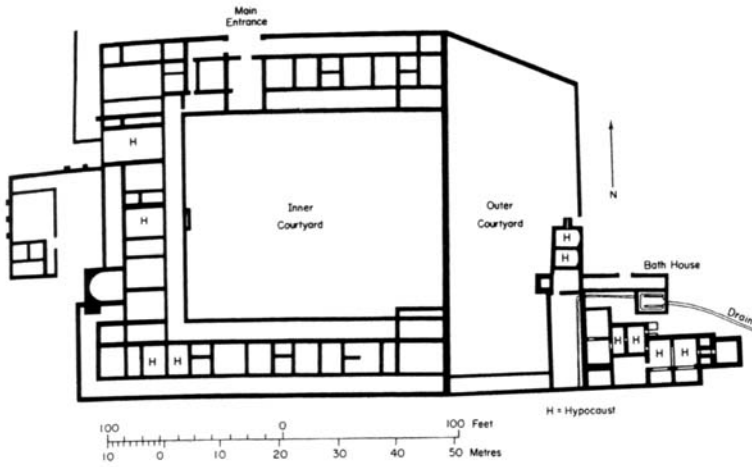 Main
Entrance
H
H
Inner
Courtyard
Outer
Courtyard
N
H
H
Bath House
Drain
H
H
H
H
H
H
H = Hypocaust
100 0 100 Feet
10 0 10 20 30 40 50 Metres